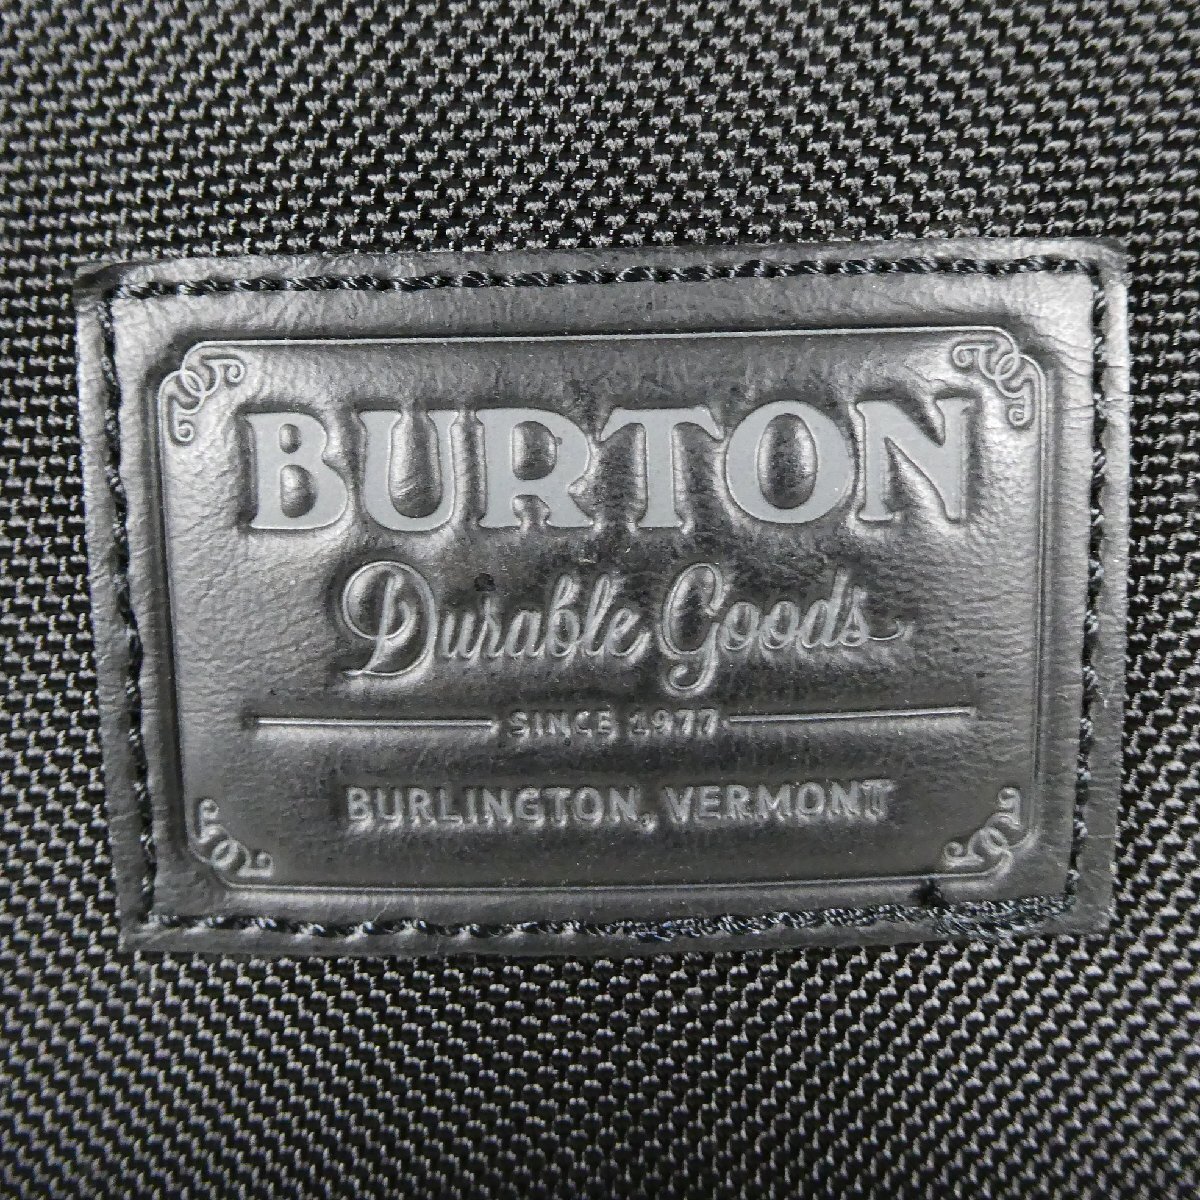 BURTON
Durable Goods
SINCE 1977
BURLINGTON, VERMONT